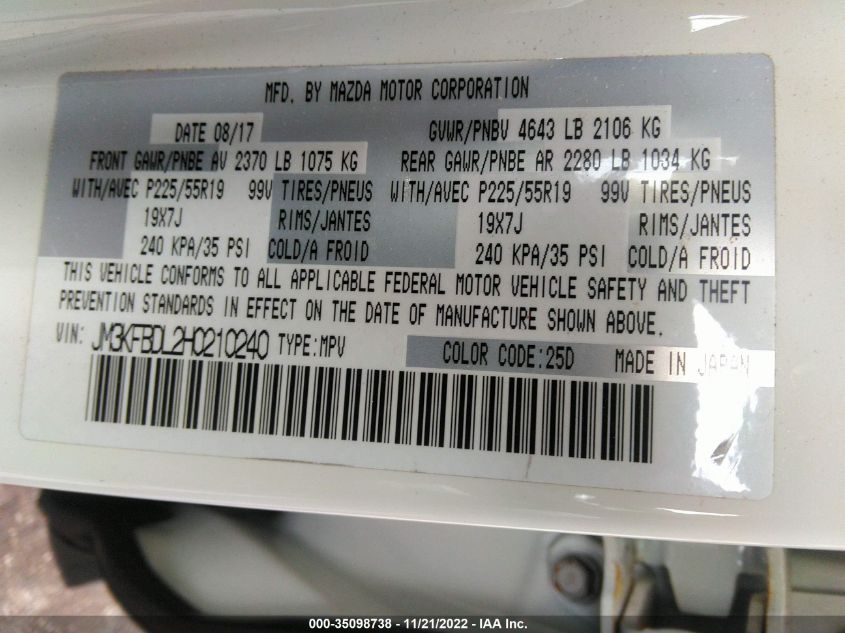 MFD. BY MAZDA MOTOR CORPORATION
DATE 08/17 GVWR/PNBV 4643 LB 2106 KG
FRONT GAWR/PNBE AV 2370 LB 1075 KG REAR GAWR/PNBE AR 2280 LB 1034 KG
WITH/AVEC P225/55R19 99V TIRES/PNEUS WITH/AVEC P225/55R19 99V TIRES/PNEUS
19X7J RIMS/JANTES 19X7J RIMS/JANTES
240 KPA/35 PSI COLD/A FROID 240 KPA/35 PSI COLD/A FROID
THIS VEHICLE CONFORMS TO ALL APPLICABLE FEDERAL MOTOR VEHICLE SAFETY AND THEFT
PREVENTION STANDARDS IN EFFECT ON THE DATE OF MANUFACTURE SHOWN ABOVE.
VIN: JM3KFBDL2H0210240 TYPE:MPV COLOR CODE:25D MADE IN JAPAN
000-35098738 - 11/21/2022 - IAA Inc.